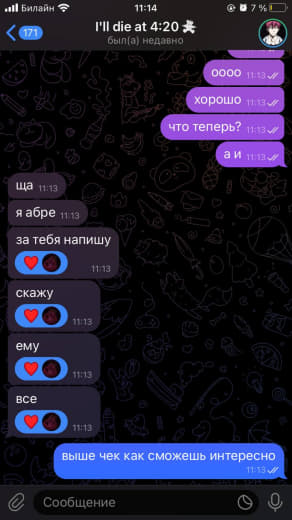 Билайн
11:14
7 %
171
I'll die at 4:20
был(а) недавно
11:13
оооо 11:13
хорошо 11:13
что теперь? 11:13
а и 11:13
ща 11:13
я абре 11:13
за тебя напишу
11:13
скажу
11:13
ему
11:13
все
11:13
выше чек как сможешь интересно
11:13
Сообщение